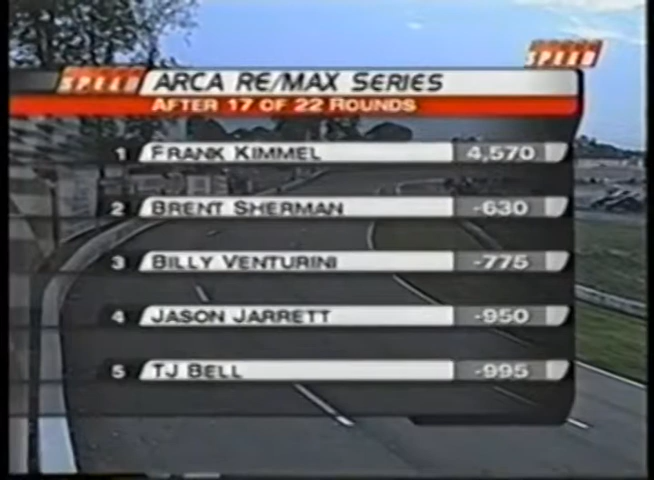 SPEED
SPEED ARCA RE/MAX SERIES
AFTER 17 OF 22 ROUNDS
1 FRANK KIMMEL 4,570
2 BRENT SHERMAN -630
3 BILLY VENTURINI -775
4 JASON JARRETT -950
5 TJ BELL -995